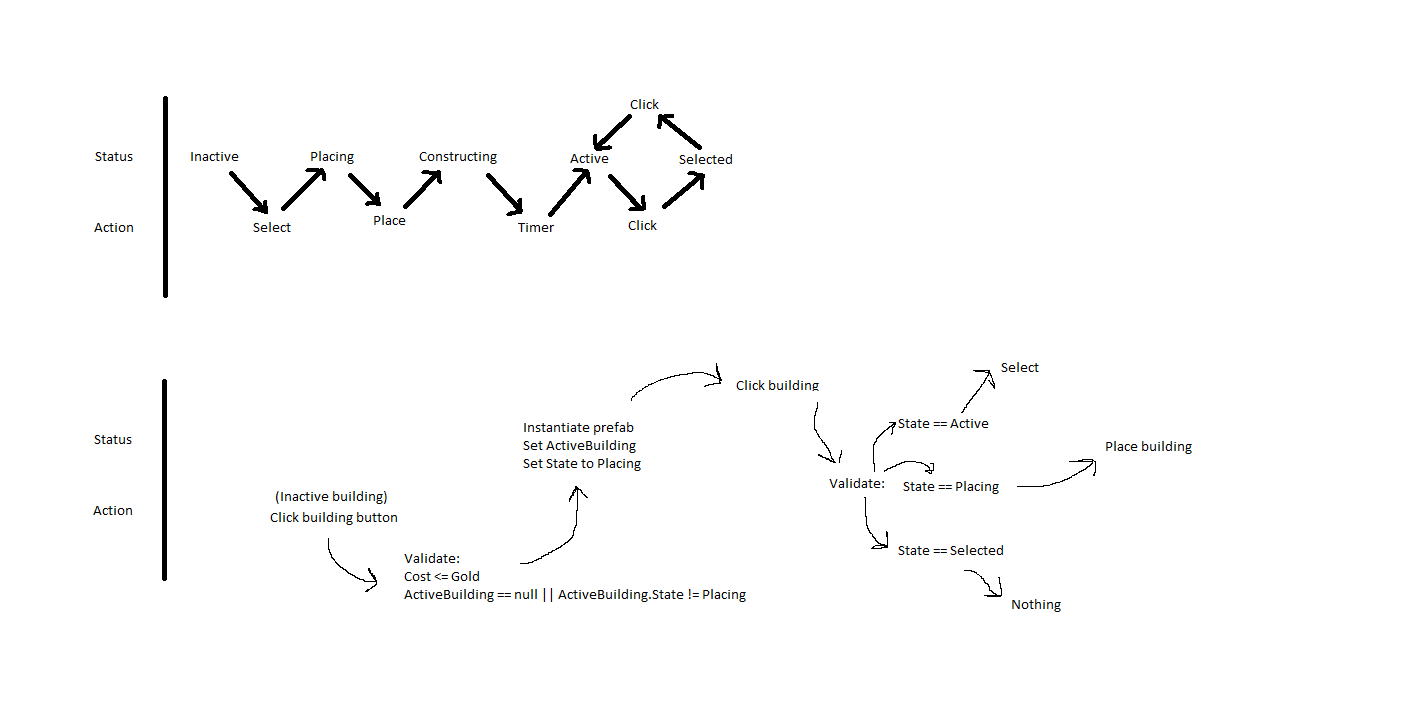 Click
Status
Inactive
Placing
Constructing
Active
Selected
Action
Select
Place
Timer
Click
Select
Click building
State == Active
Instantiate prefab
Set ActiveBuilding
Set State to Placing
Status
Place building
Validate:
State == Placing
(Inactive building)
Click building button
Action
State == Selected
Validate:
Cost <= Gold
ActiveBuilding == null || ActiveBuilding.State != Placing
Nothing